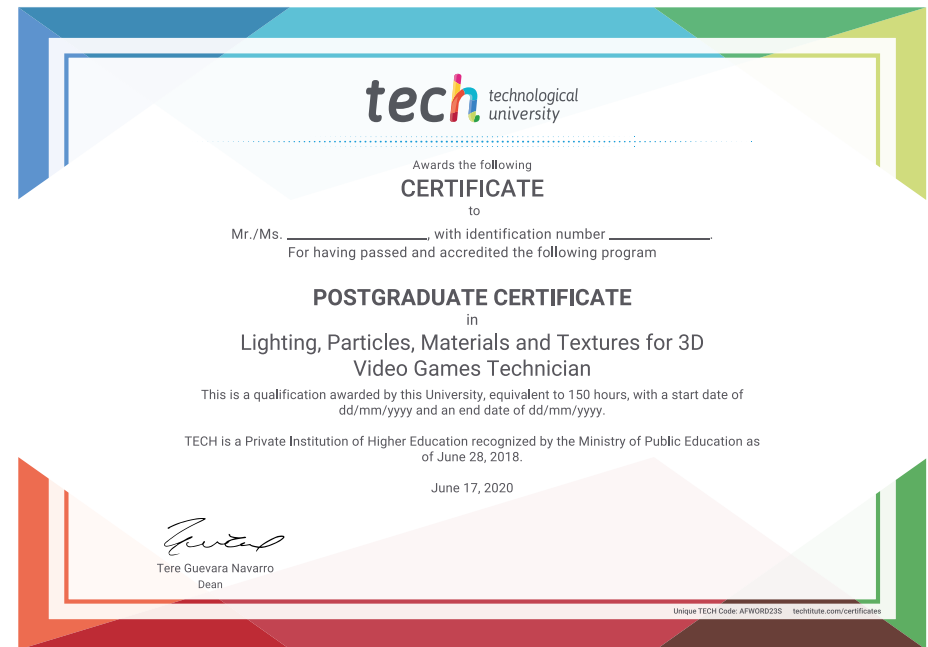 tech technological
university
Awards the following
CERTIFICATE
to
Mr./Ms. ____________________, with identification number ______________.
For having passed and accredited the following program
POSTGRADUATE CERTIFICATE
in
Lighting, Particles, Materials and Textures for 3D
Video Games Technician
This is a qualification awarded by this University, equivalent to 150 hours, with a start date of
dd/mm/yyyy and an end date of dd/mm/yyyy.
TECH is a Private Institution of Higher Education recognized by the Ministry of Public Education as
of June 28, 2018.
June 17, 2020
Tere Guevara Navarro
Dean
Unique TECH Code: AFWORD23S techtitute.com/certificates